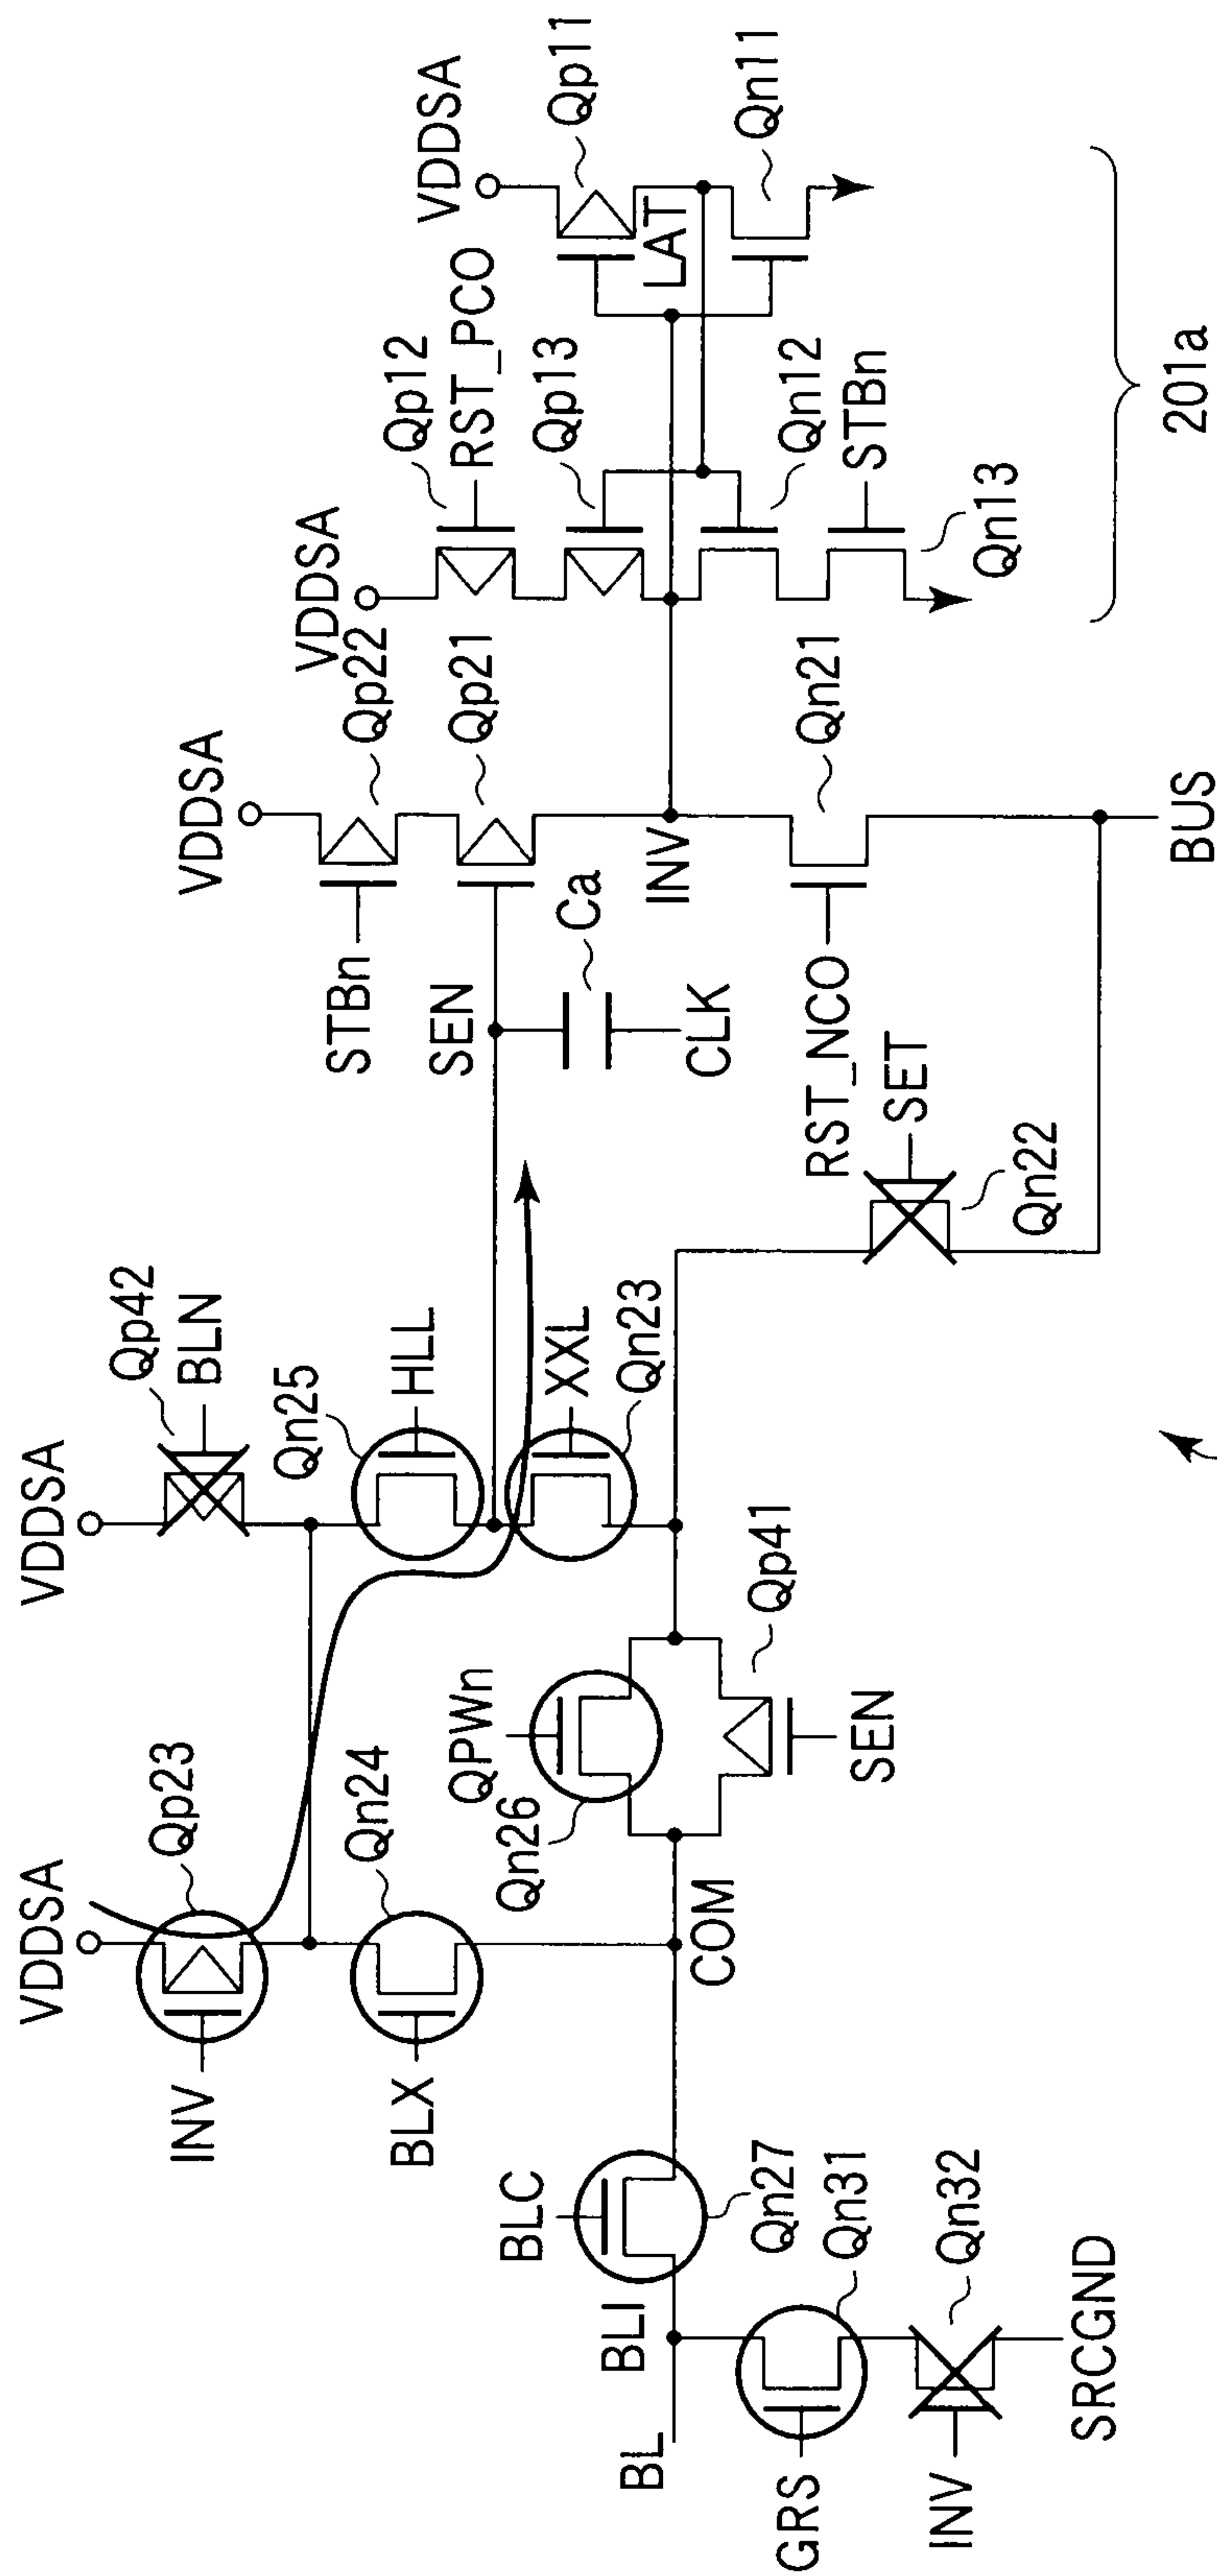 VDDSA
Qp11
LAT
Qn11
Qp12
RST_PCO
VDDSA
Qp13
Qn12
STBn
Qn13
201a
VDDSA
Qp22
Qp21
STBn
SEN
Ca
CLK
INV
Qn21
RST_NCO
BUS
SET
Qn22
VDDSA
Qp42
BLN
Qn25
HLL
XXL
Qn23
VDDSA
Qp23
INV
Qn24
BLX
QPWn
Qn26
Qp41
SEN
COM
BLC
Qn27
BLI
BL
Qn31
GRS
Qn32
INV
SRCGND